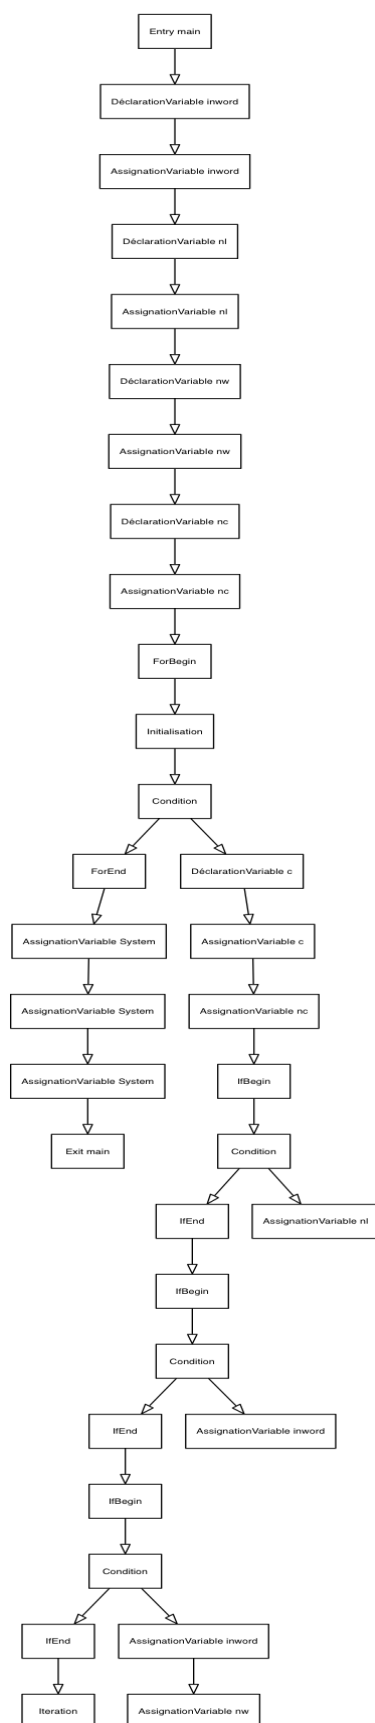 Entry main
DéclarationVariable inword
AssignationVariable inword
DéclarationVariable nl
AssignationVariable nl
DéclarationVariable nw
AssignationVariable nw
DéclarationVariable nc
AssignationVariable nc
ForBegin
Initialisation
Condition
ForEnd
DéclarationVariable c
AssignationVariable System
AssignationVariable c
AssignationVariable System
AssignationVariable nc
AssignationVariable System
IfBegin
Exit main
Condition
IfEnd
AssignationVariable nl
IfBegin
Condition
IfEnd
AssignationVariable inword
IfBegin
Condition
IfEnd
AssignationVariable inword
Iteration
AssignationVariable nw